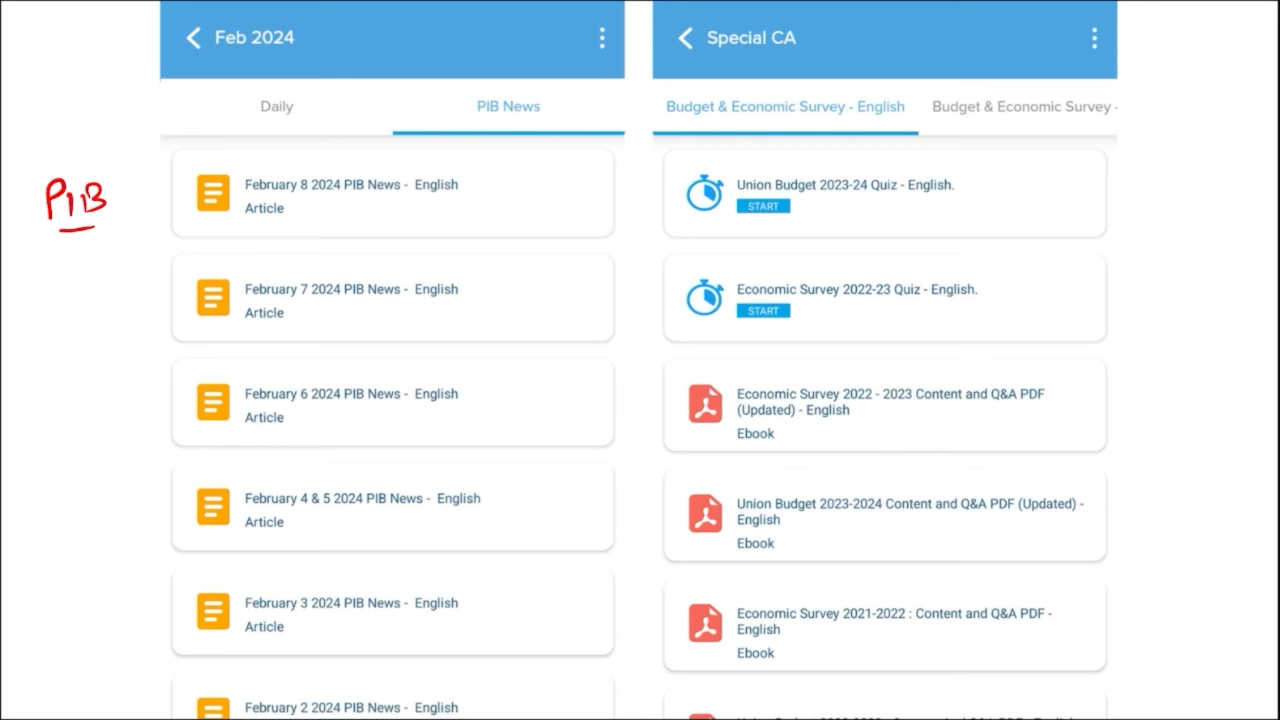 PIB
Feb 2024
Daily
PIB News
February 8 2024 PIB News - English
Article
February 7 2024 PIB News - English
Article
February 6 2024 PIB News - English
Article
February 4 & 5 2024 PIB News - English
Article
February 3 2024 PIB News - English
Article
February 2 2024 PIB News - English
Special CA
Budget & Economic Survey - English
Budget & Economic Survey -
Union Budget 2023-24 Quiz - English.
START
Economic Survey 2022-23 Quiz - English.
START
Economic Survey 2022 - 2023 Content and Q&A PDF
(Updated) - English
Ebook
Union Budget 2023-2024 Content and Q&A PDF (Updated) -
English
Ebook
Economic Survey 2021-2022 : Content and Q&A PDF -
English
Ebook